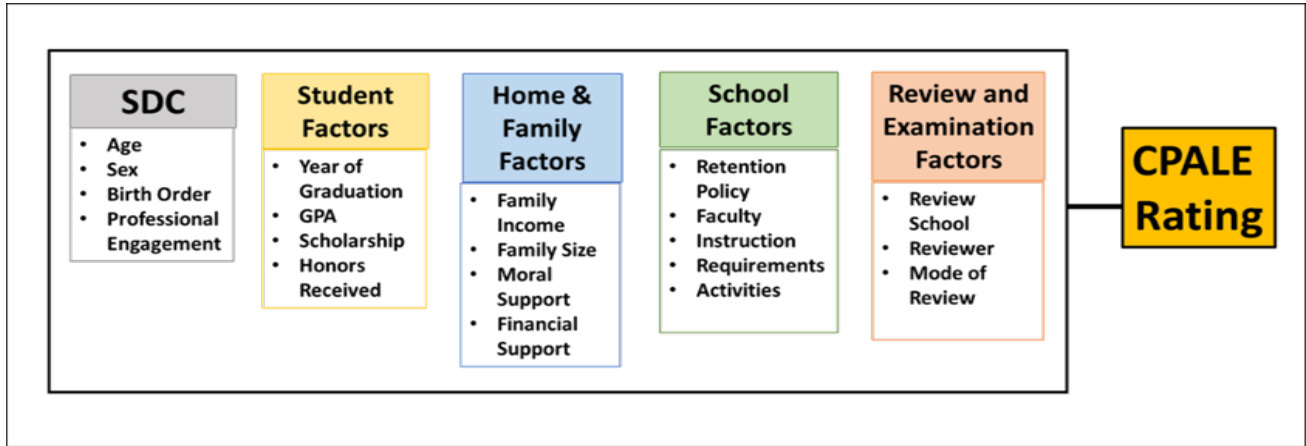 SDC
• Age
• Sex
• Birth Order
• Professional
Engagement
Student
Factors
• Year of
Graduation
• GPA
• Scholarship
• Honors
Received
Home &
Family
Factors
• Family
Income
• Family Size
• Moral
Support
• Financial
Support
School
Factors
• Retention
Policy
• Faculty
• Instruction
• Requirements
• Activities
Review and
Examination
Factors
• Review
School
• Reviewer
• Mode of
Review
CPALE
Rating